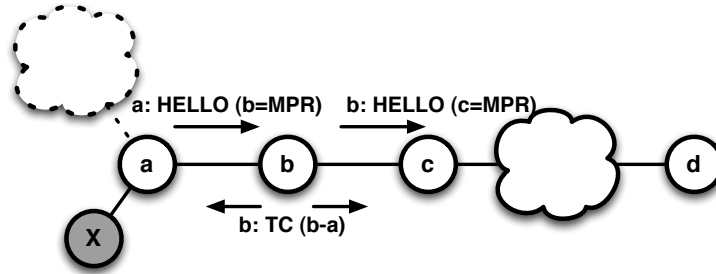 a: HELLO (b=MPR) b: HELLO (c=MPR)
a b c d
b: TC (b-a)
X